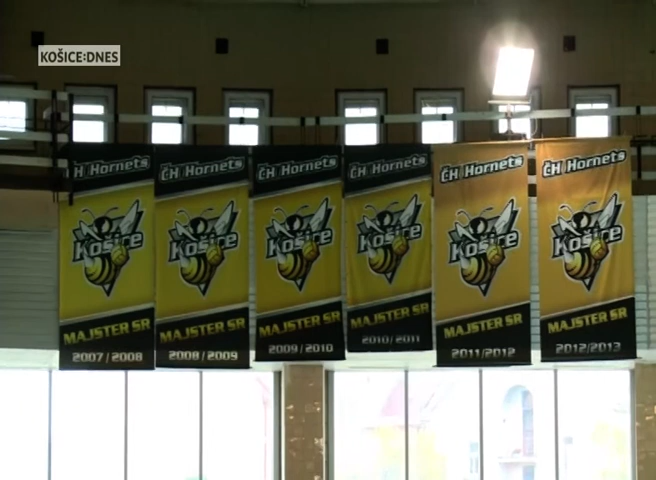 KOŠICE:DNES
ČH Hornets
Košice
MAJSTER SR
2007/2008
ČH Hornets
Košice
MAJSTER SR
2008/2009
ČH Hornets
Košice
MAJSTER SR
2009/2010
ČH Hornets
Košice
MAJSTER SR
2010/2011
ČH Hornets
Košice
MAJSTER SR
2011/2012
ČH Hornets
Košice
MAJSTER SR
2012/2013